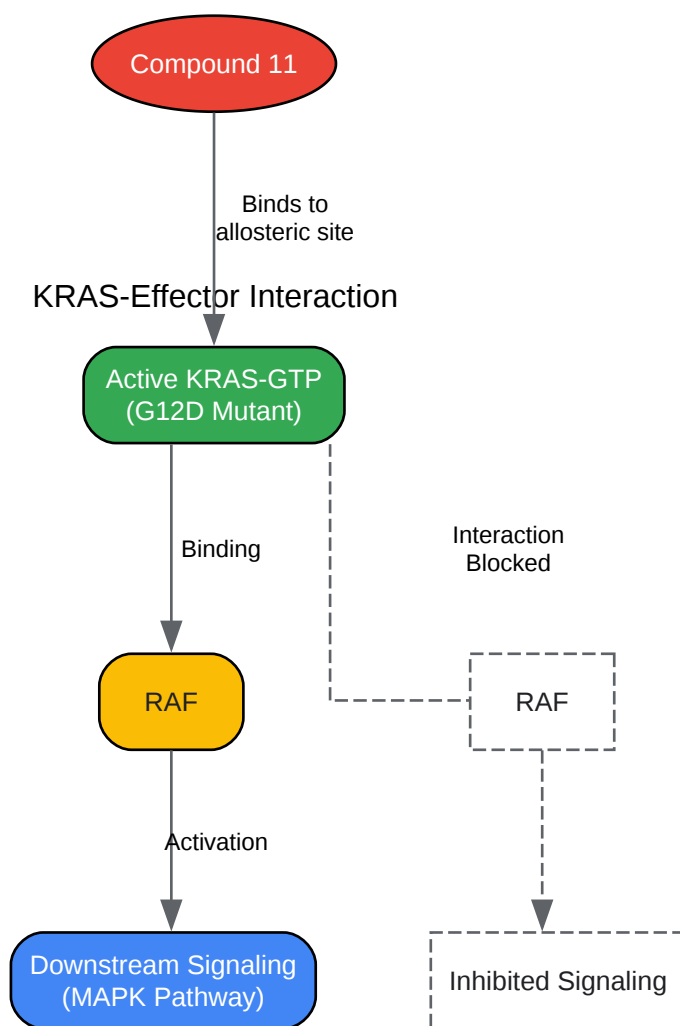 Compound 11
Binds to
allosteric site
KRAS-Effector Interaction
Active KRAS-GTP
(G12D Mutant)
Binding
Interaction
Blocked
RAF
RAF
Activation
Downstream Signaling
(MAPK Pathway)
Inhibited Signaling